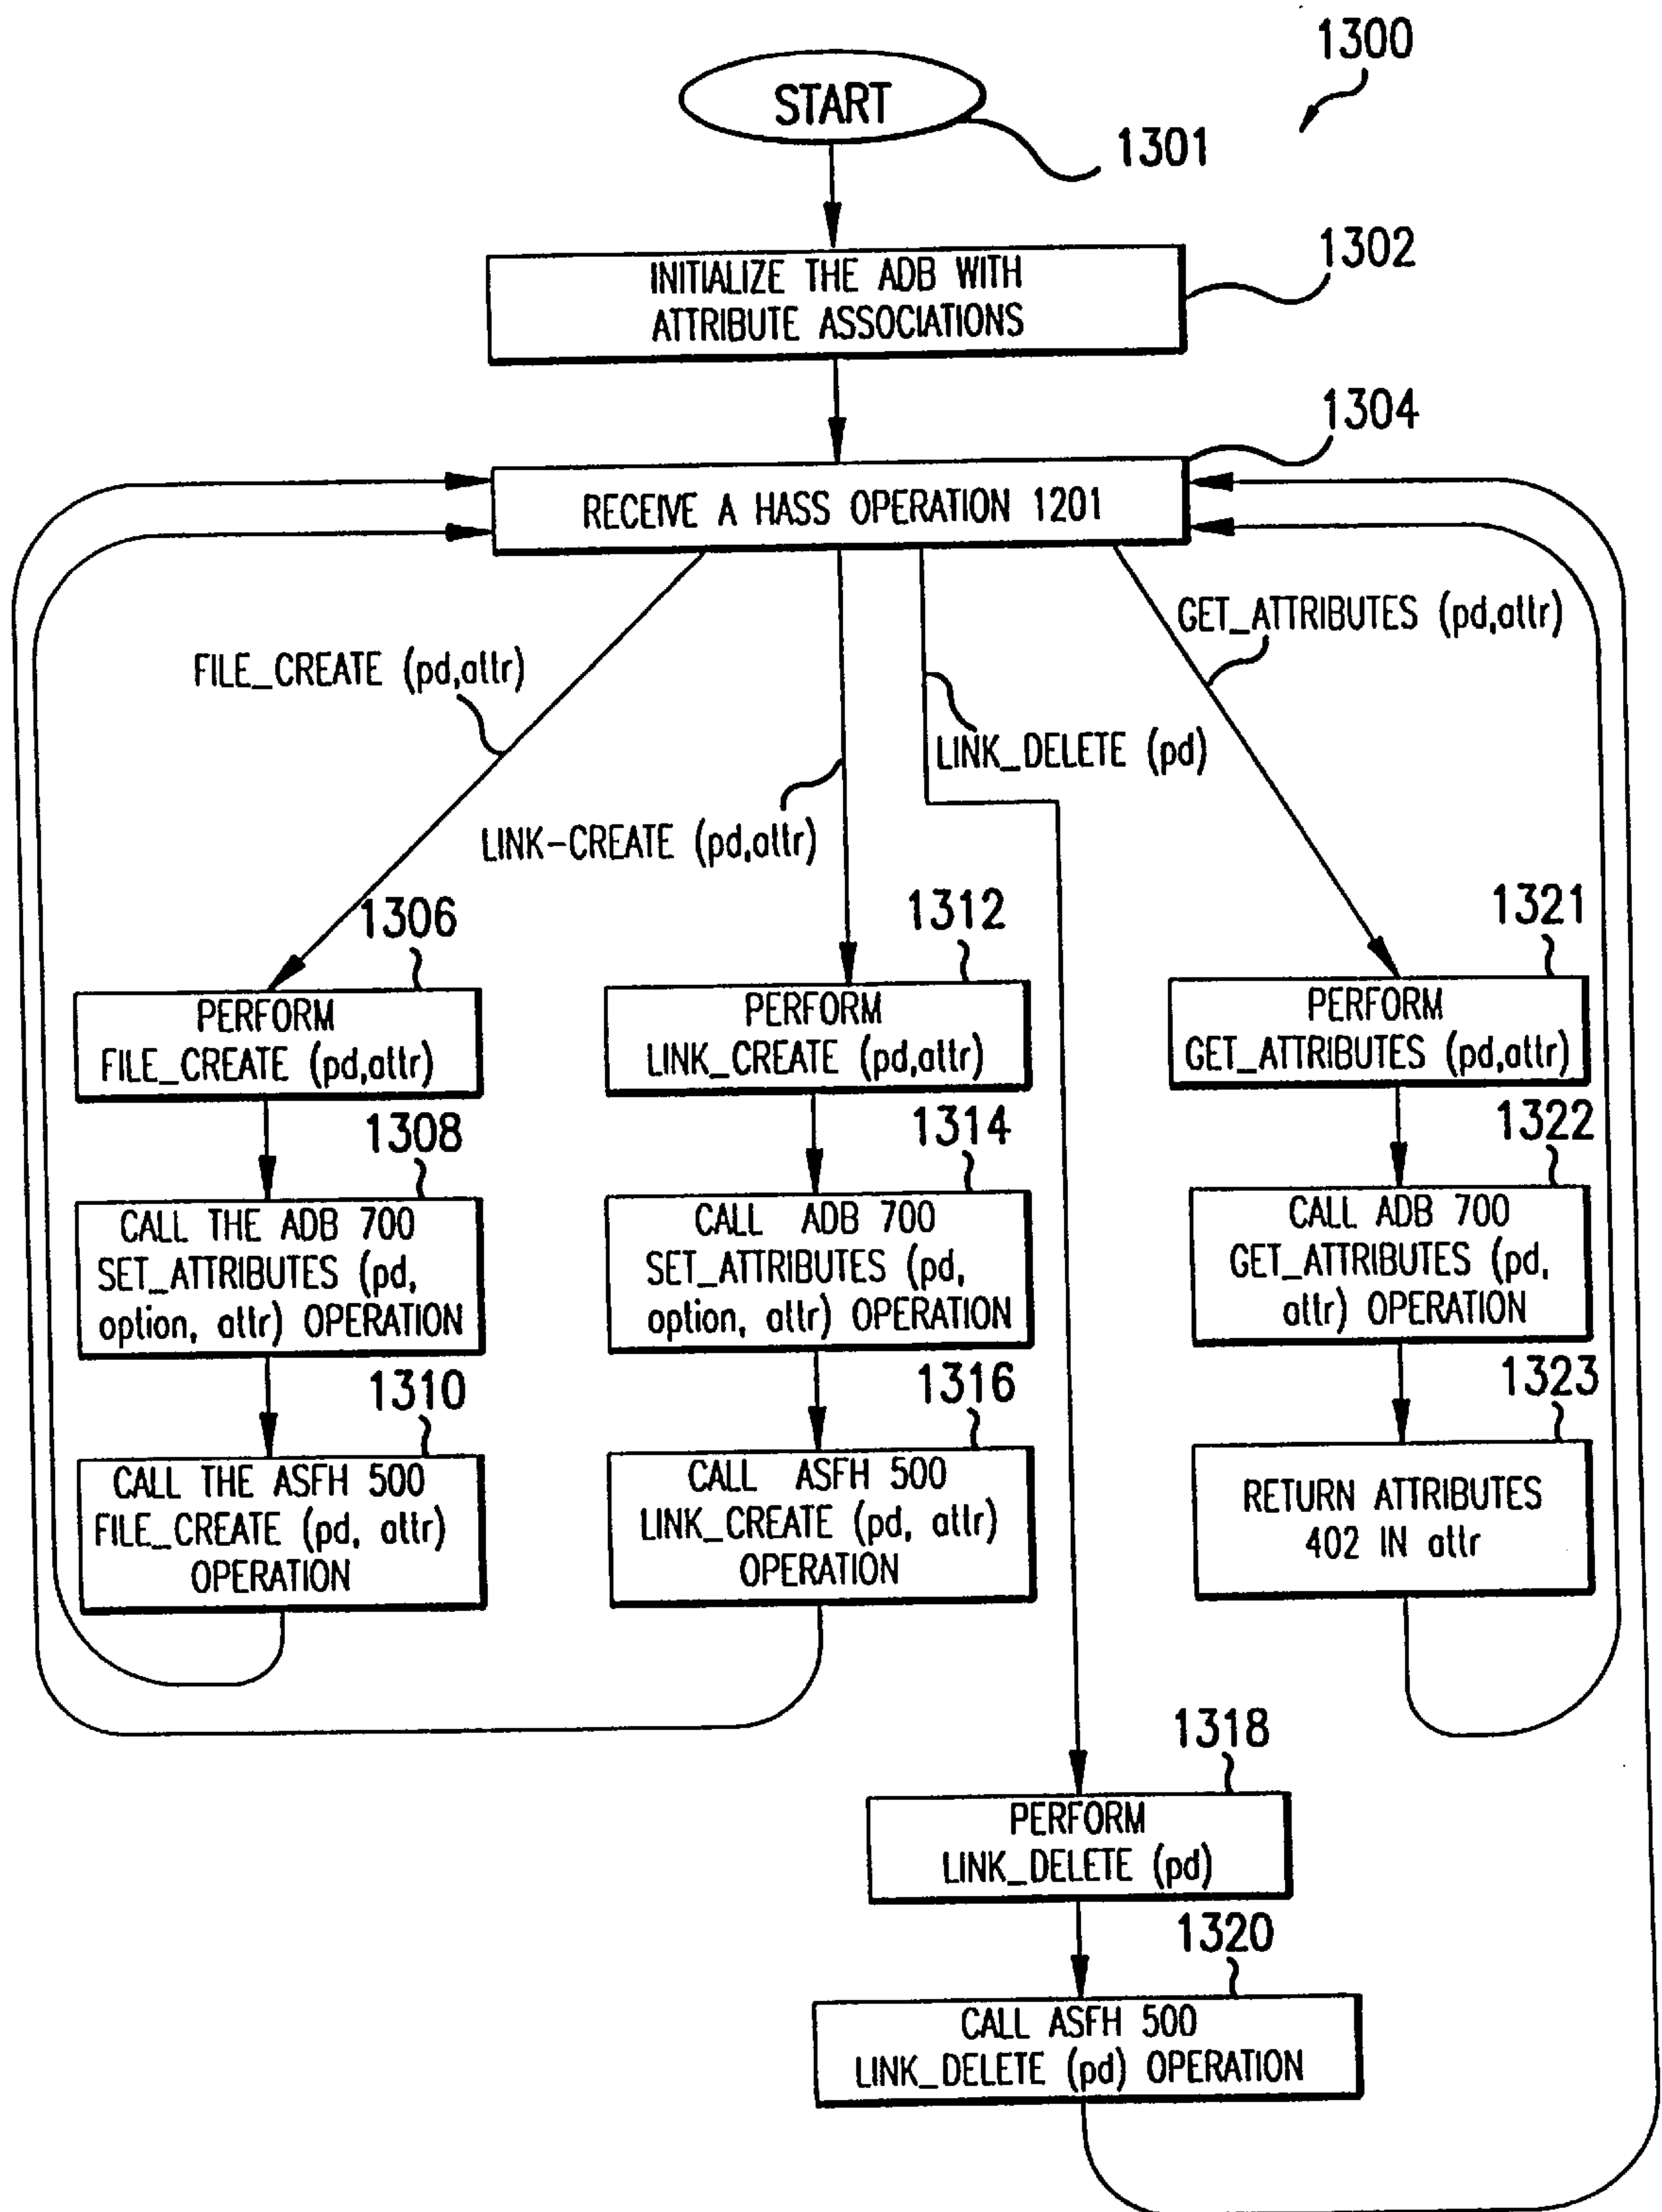 1300
START
1301
1302
INITIALIZE THE ADB WITH
ATTRIBUTE ASSOCIATIONS
1304
RECEIVE A HASS OPERATION 1201
GET_ATTRIBUTES (pd,attr)
FILE_CREATE (pd,attr)
LINK_DELETE (pd)
LINK-CREATE (pd,attr)
1306
PERFORM
FILE_CREATE (pd,attr)
1308
CALL THE ADB 700
SET_ATTRIBUTES (pd,
option, attr) OPERATION
1310
CALL THE ASFH 500
FILE_CREATE (pd, attr)
OPERATION
1312
PERFORM
LINK_CREATE (pd,attr)
1314
CALL ADB 700
SET_ATTRIBUTES (pd,
option, attr) OPERATION
1316
CALL ASFH 500
LINK_CREATE (pd, attr)
OPERATION
1321
PERFORM
GET_ATTRIBUTES (pd,attr)
1322
CALL ADB 700
GET_ATTRIBUTES (pd,
attr) OPERATION
1323
RETURN ATTRIBUTES
402 IN attr
1318
PERFORM
LINK_DELETE (pd)
1320
CALL ASFH 500
LINK_DELETE (pd) OPERATION